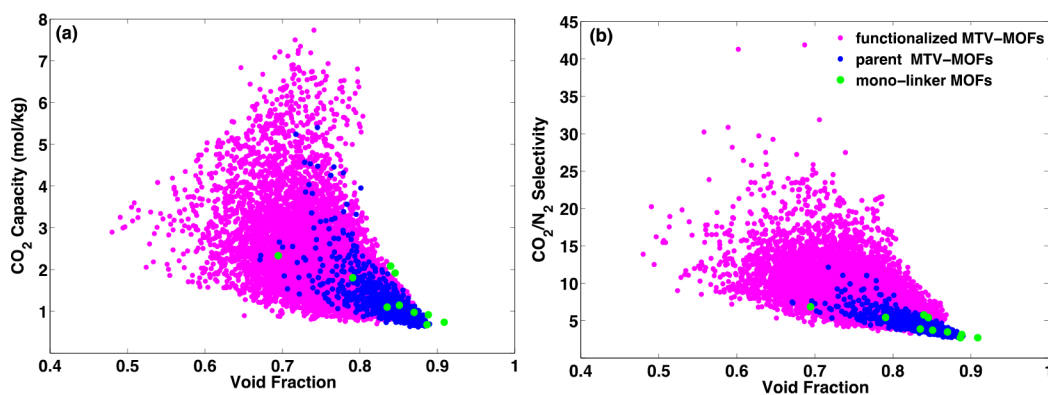 (a)
8
7
6
5
4
3
2
1
CO2 Capacity (mol/kg)
0.4 0.5 0.6 0.7 0.8 0.9 1
Void Fraction
(b)
functionalized MTV-MOFs
parent MTV-MOFs
mono-linker MOFs
45
40
35
30
25
20
15
10
5
0
CO2/N2 Selectivity
0.4 0.5 0.6 0.7 0.8 0.9 1
Void Fraction